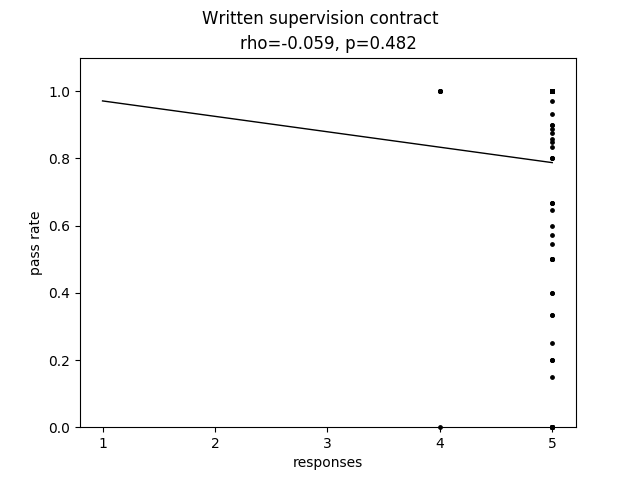 Written supervision contract
rho=-0.059, p=0.482
1.0
0.8
0.6
0.4
0.2
0.0
pass rate
1 2 3 4 5
responses